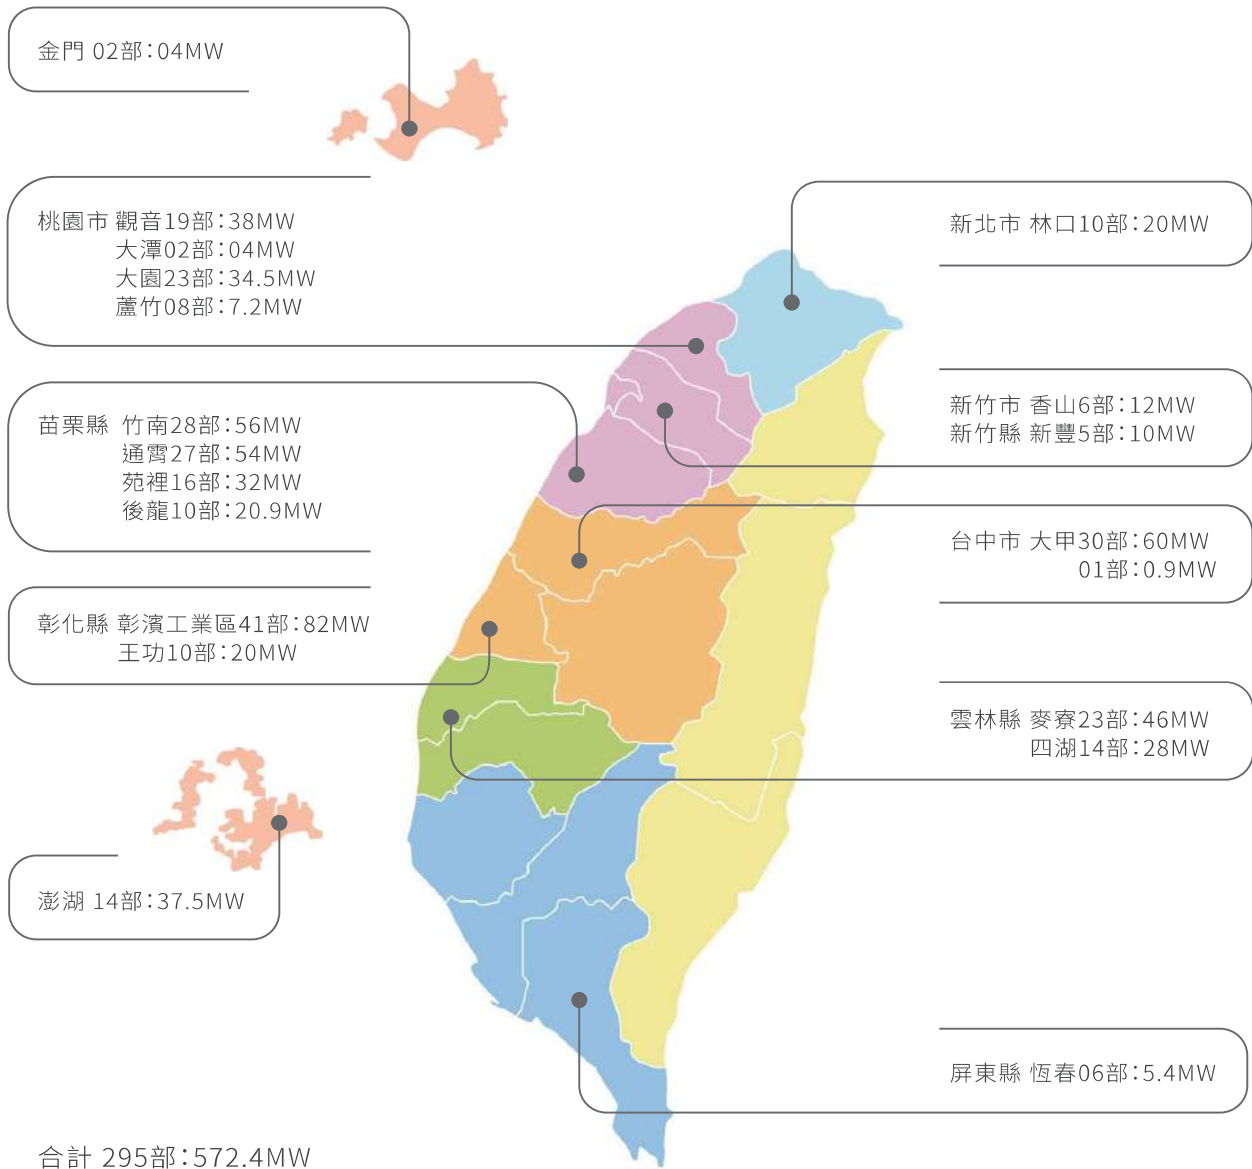 金門 02部：04MW
桃園市 觀音19部：38MW
大潭02部：04MW
大園23部：34.5MW
蘆竹08部：7.2MW
苗栗縣 竹南28部：56MW
通霄27部：54MW
苑裡16部：32MW
後龍10部：20.9MW
彰化縣 彰濱工業區41部：82MW
王功10部：20MW
澎湖 14部：37.5MW
合計 295部：572.4MW
新北市 林口10部：20MW
新竹市 香山6部：12MW
新竹縣 新豐5部：10MW
台中市 大甲30部：60MW
01部：0.9MW
雲林縣 麥寮23部：46MW
四湖14部：28MW
屏東縣 恆春06部：5.4MW